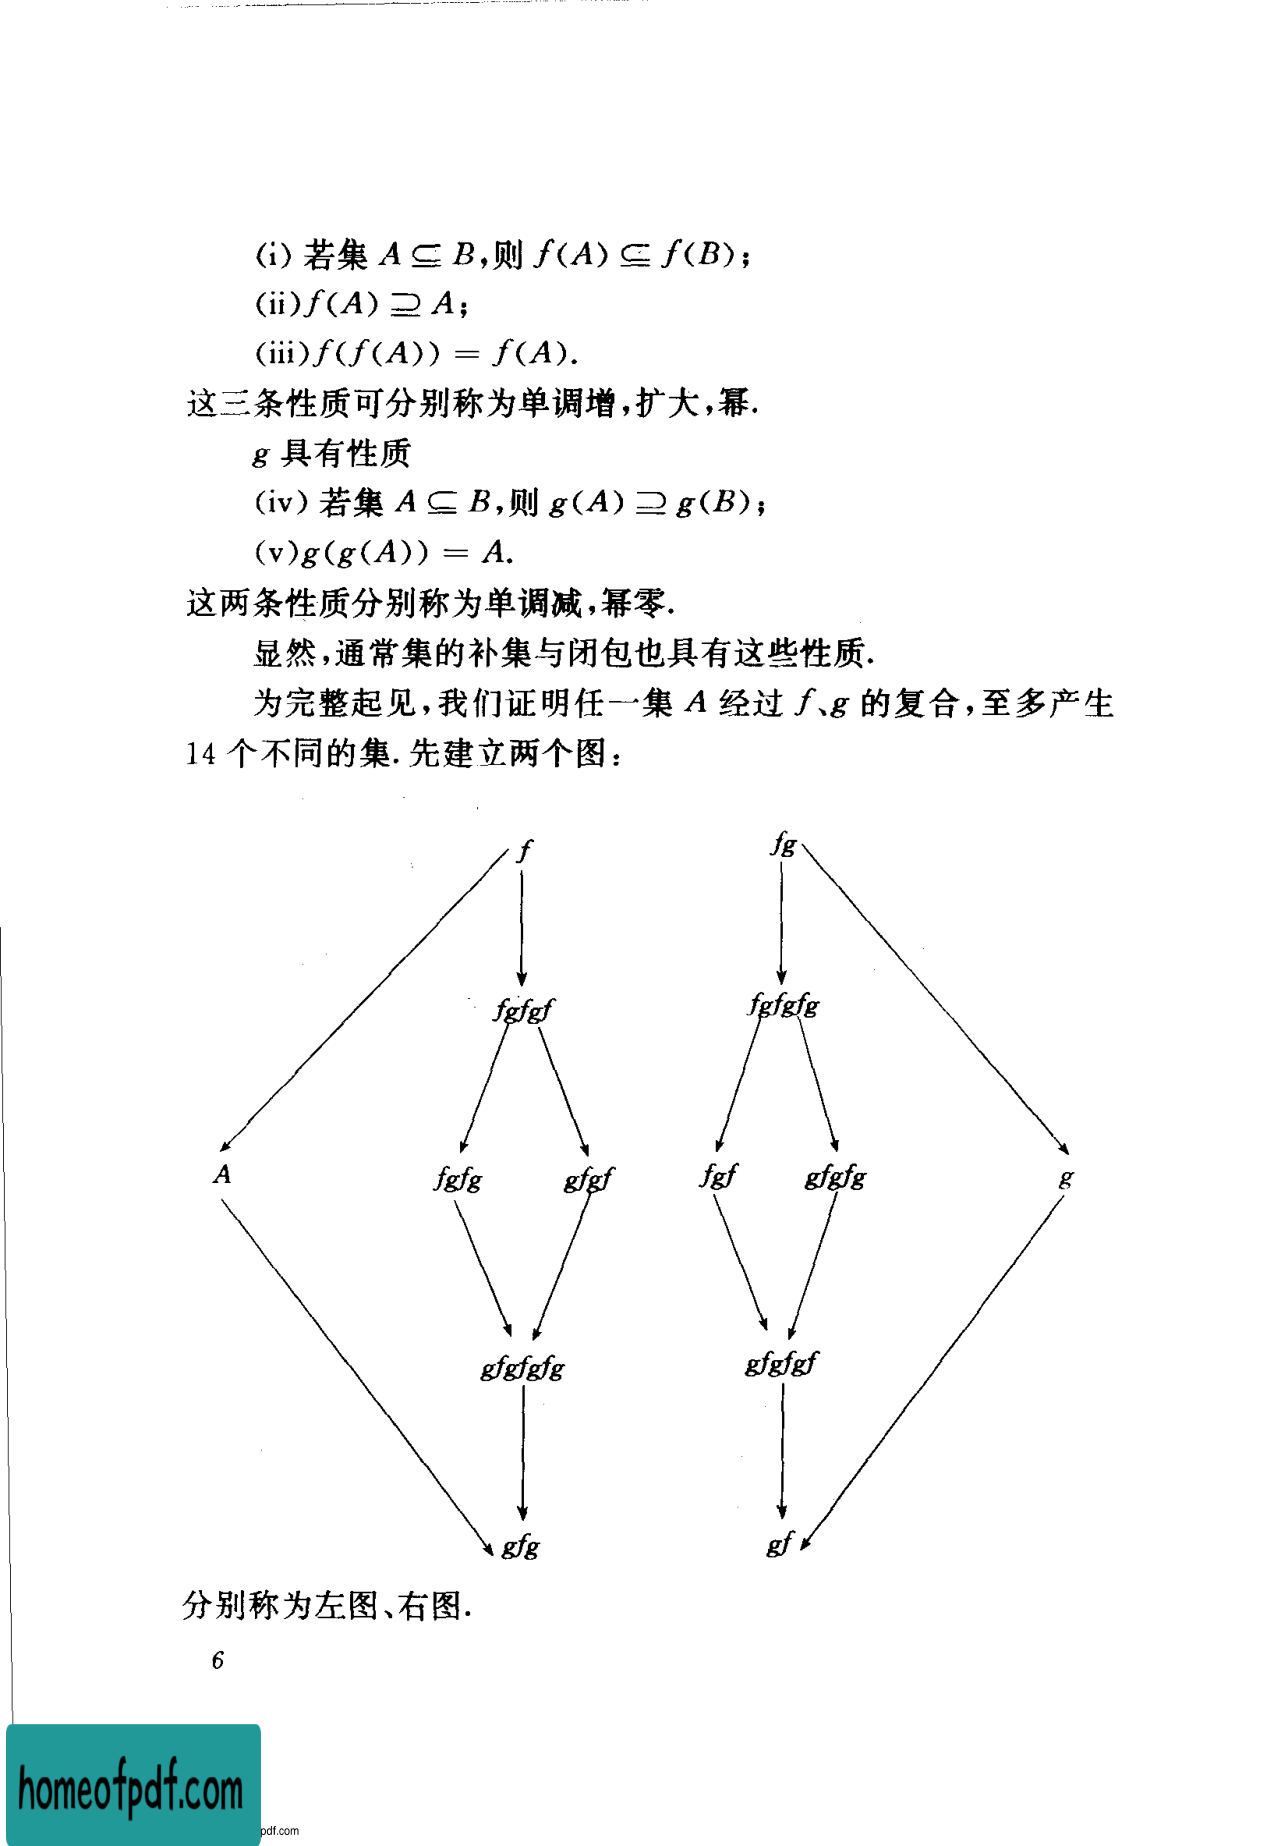 (i) 若集 A ⊆ B,则 f(A) ⊆ f(B);
(ii)f(A) ⊇ A;
(iii)f(f(A)) = f(A).
这三条性质可分别称为单调增,扩大,幂.
g 具有性质
(iv) 若集 A ⊆ B,则 g(A) ⊇ g(B);
(v)g(g(A)) = A.
这两条性质分别称为单调减,幂零.
显然,通常集的补集与闭包也具有这些性质.
为完整起见,我们证明任一集 A 经过 f、g 的复合,至多产生
14 个不同的集.先建立两个图:
f fg
fgfgf fgfgfg
A fgfg gfgf fgf gfgfg g
gfgfgfg gfgfgf
gfg gf
分别称为左图、右图.
6
homeofpdf.com
pdf.com